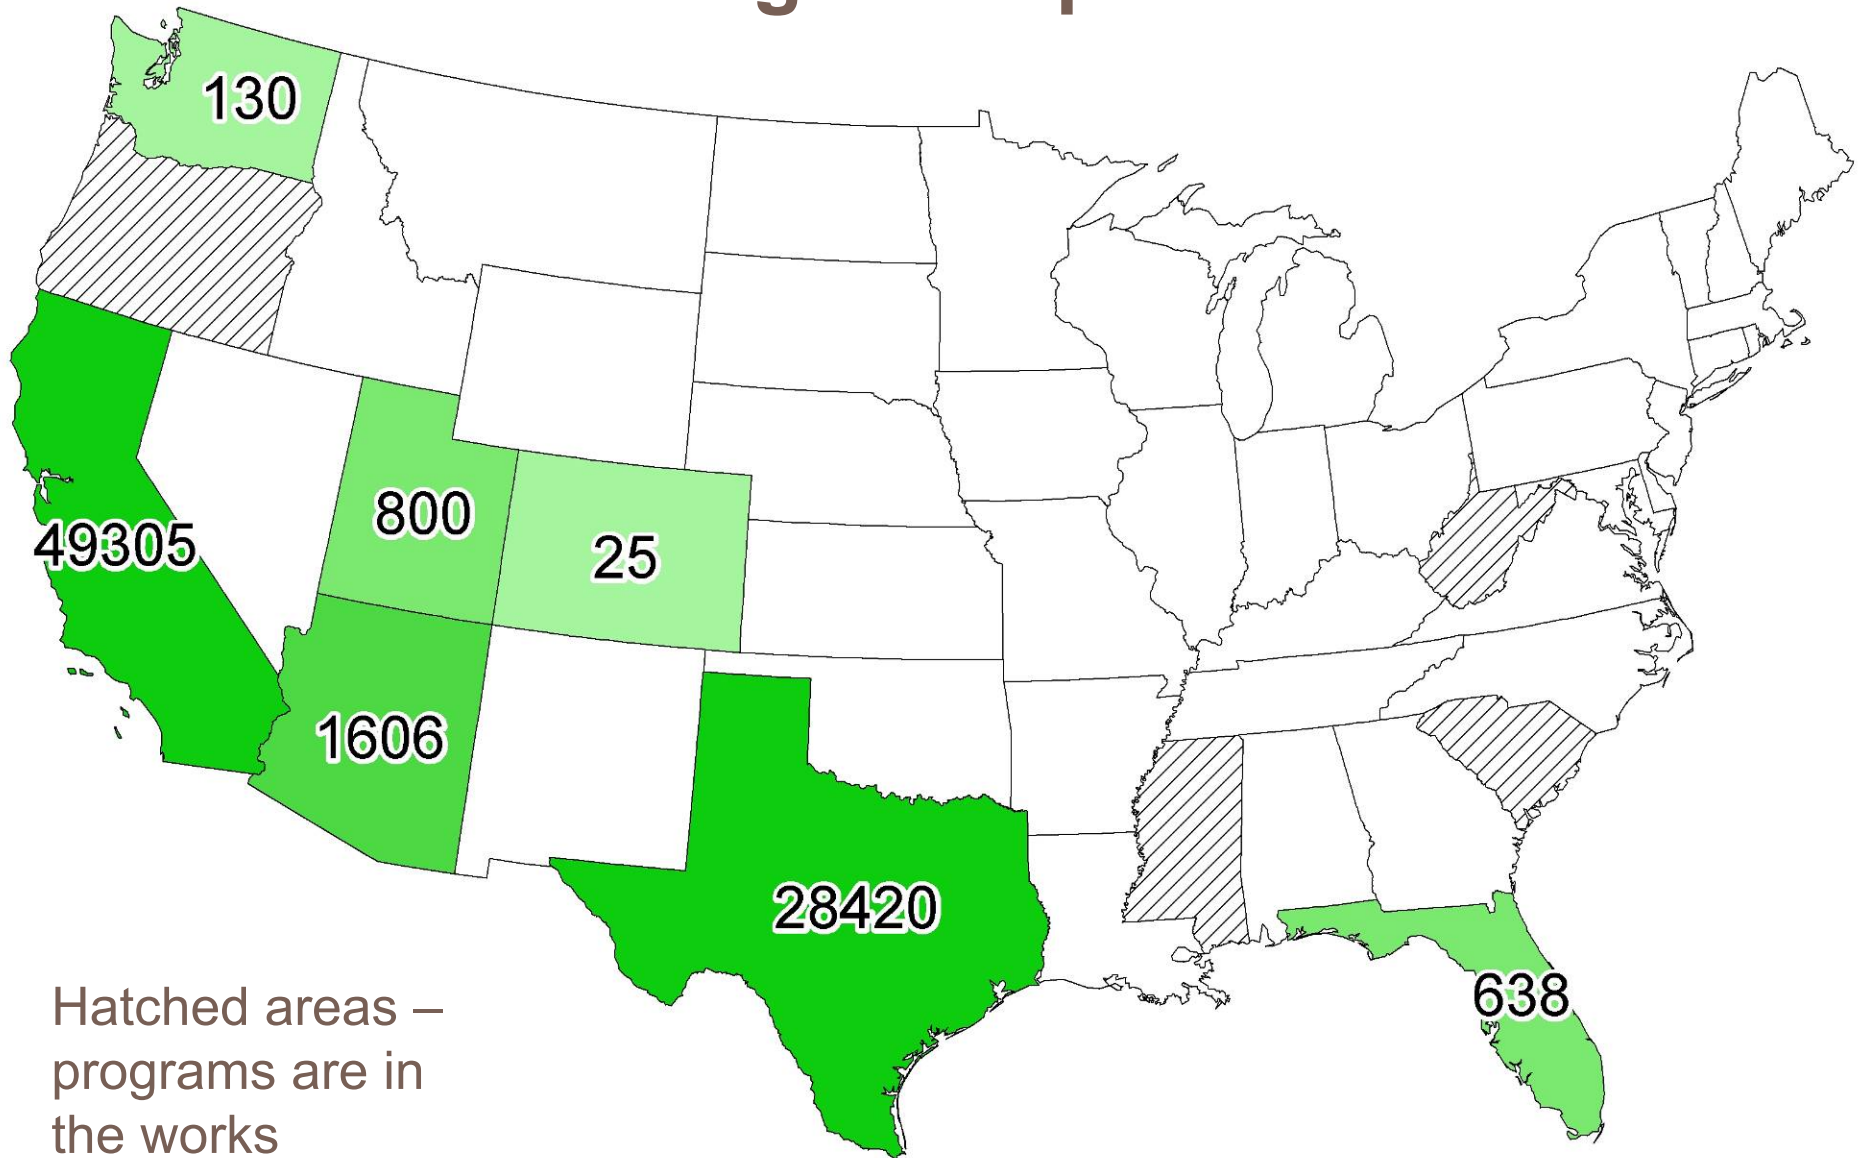 130
800
25
49305
1606
28420
638
Hatched areas –
programs are in
the works